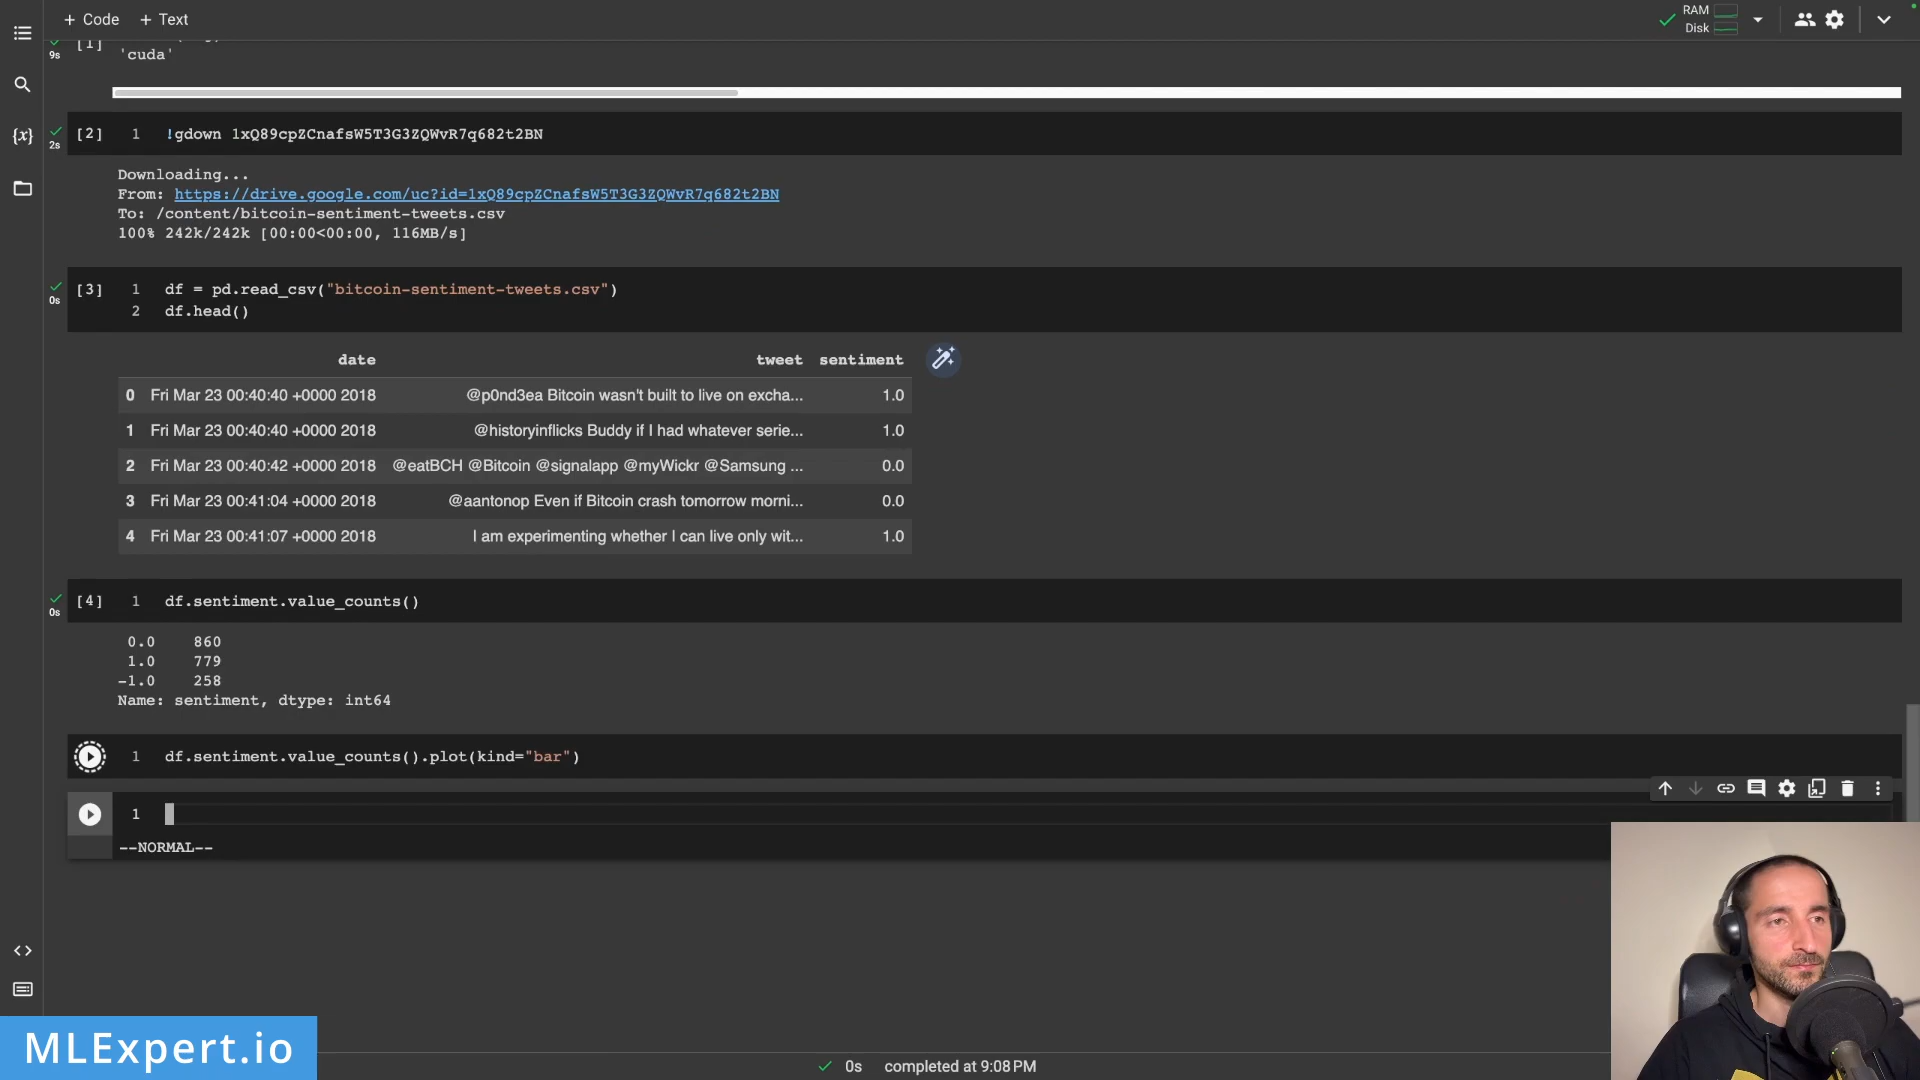 + Code + Text
RAM
Disk
[1]
9s
'cuda'
{x}
[2] 1 !gdown 1xQ89cpZCnafsW5T3G3ZQWvR7q682t2BN
2s
Downloading...
From: https://drive.google.com/uc?id=1xQ89cpZCnafsW5T3G3ZQWvR7q682t2BN
To: /content/bitcoin-sentiment-tweets.csv
100% 242k/242k [00:00<00:00, 116MB/s]
[3] 1 df = pd.read_csv("bitcoin-sentiment-tweets.csv")
0s
2 df.head()
date tweet sentiment
0 Fri Mar 23 00:40:40 +0000 2018 @p0nd3ea Bitcoin wasn't built to live on excha... 1.0
1 Fri Mar 23 00:40:40 +0000 2018 @historyinflicks Buddy if I had whatever serie... 1.0
2 Fri Mar 23 00:40:42 +0000 2018 @eatBCH @Bitcoin @signalapp @myWickr @Samsung ... 0.0
3 Fri Mar 23 00:41:04 +0000 2018 @aantonop Even if Bitcoin crash tomorrow morni... 0.0
4 Fri Mar 23 00:41:07 +0000 2018 I am experimenting whether I can live only wit... 1.0
[4] 1 df.sentiment.value_counts()
0s
0.0 860
1.0 779
-1.0 258
Name: sentiment, dtype: int64
1 df.sentiment.value_counts().plot(kind="bar")
1
--NORMAL--
MLExpert.io
0s completed at 9:08 PM